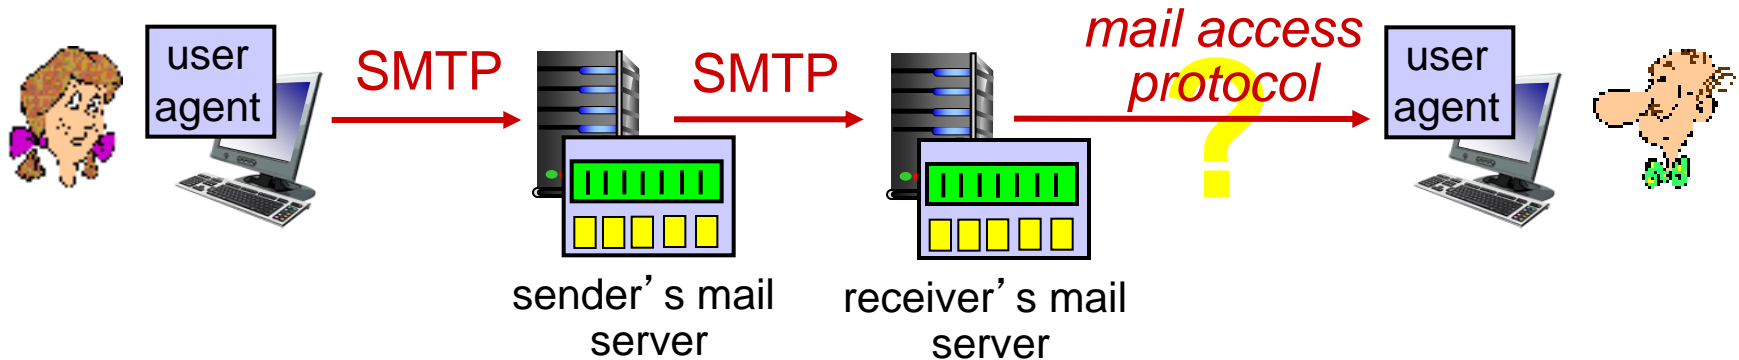 user
agent
SMTP
SMTP
mail access
protocol
?
user
agent
sender’s mail
server
receiver’s mail
server